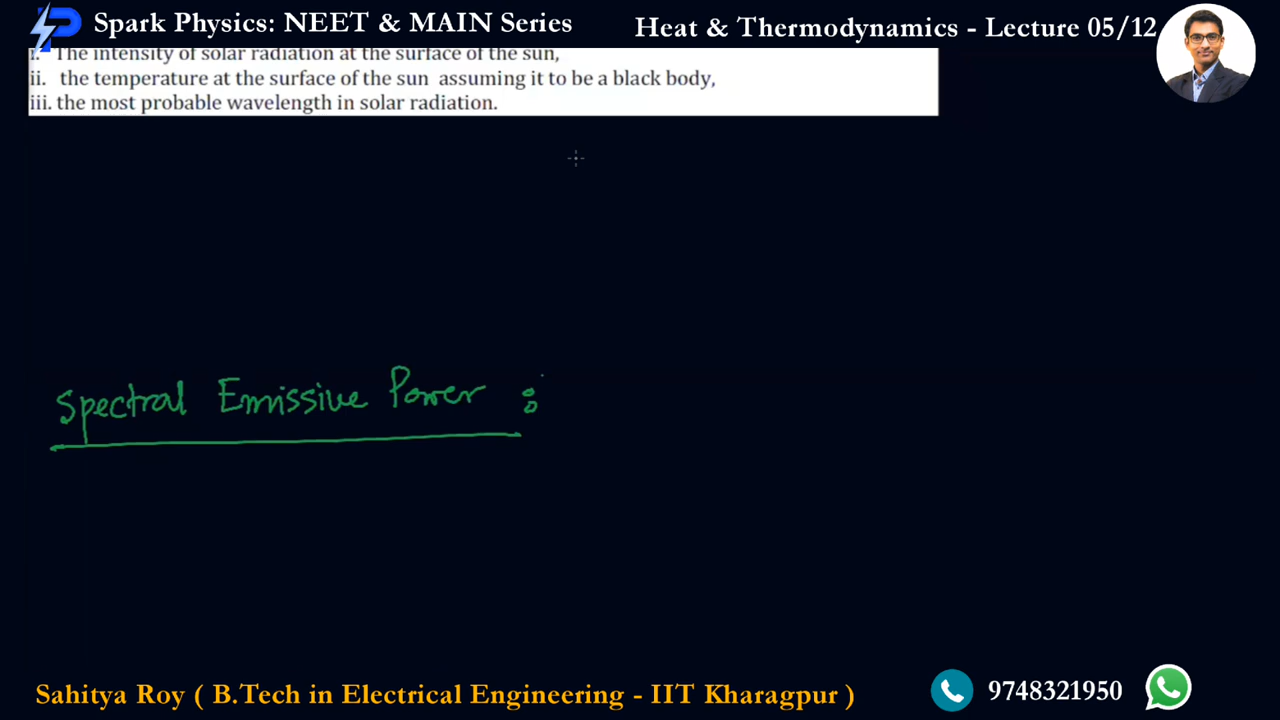 Spark Physics: NEET & MAIN Series
Heat & Thermodynamics - Lecture 05/12
i. The intensity of solar radiation at the surface of the sun,
ii. the temperature at the surface of the sun assuming it to be a black body,
iii. the most probable wavelength in solar radiation.
Spectral Emissive Power :
Sahitya Roy ( B.Tech in Electrical Engineering - IIT Kharagpur )
9748321950